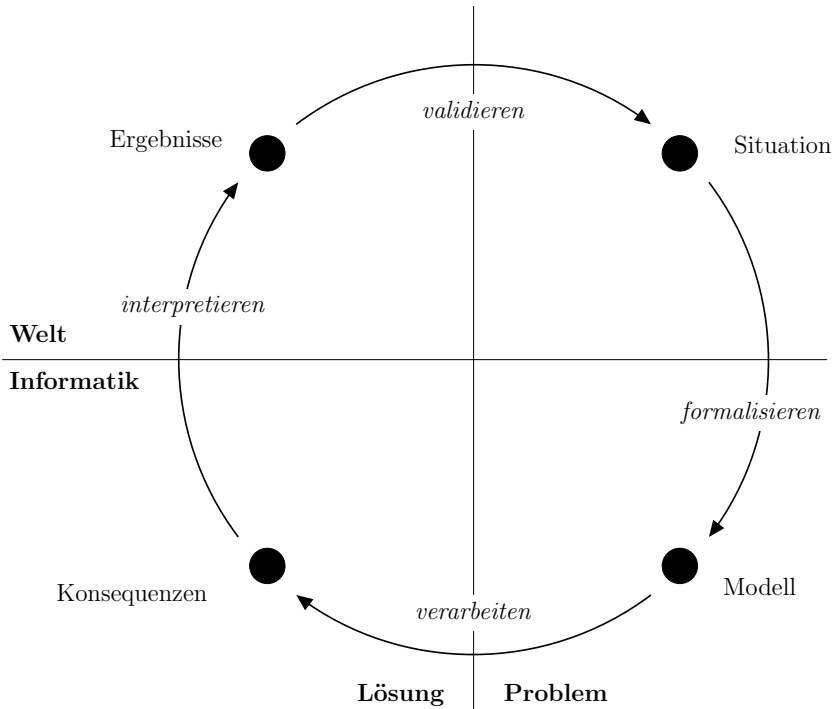 validieren
Ergebnisse
Situation
interpretieren
Welt
Informatik
formalisieren
Konsequenzen
Modell
verarbeiten
Lösung
Problem